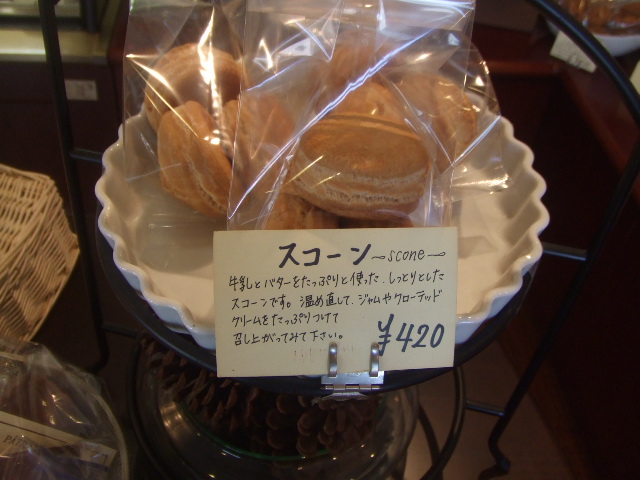 スコーン ~scone~
牛乳とバターをたっぷりと使った、しっとりとした
スコーンです。温め直して、ジャムやクローテッド
クリームをたっぷりつけて
召し上がってみて下さい。
¥420